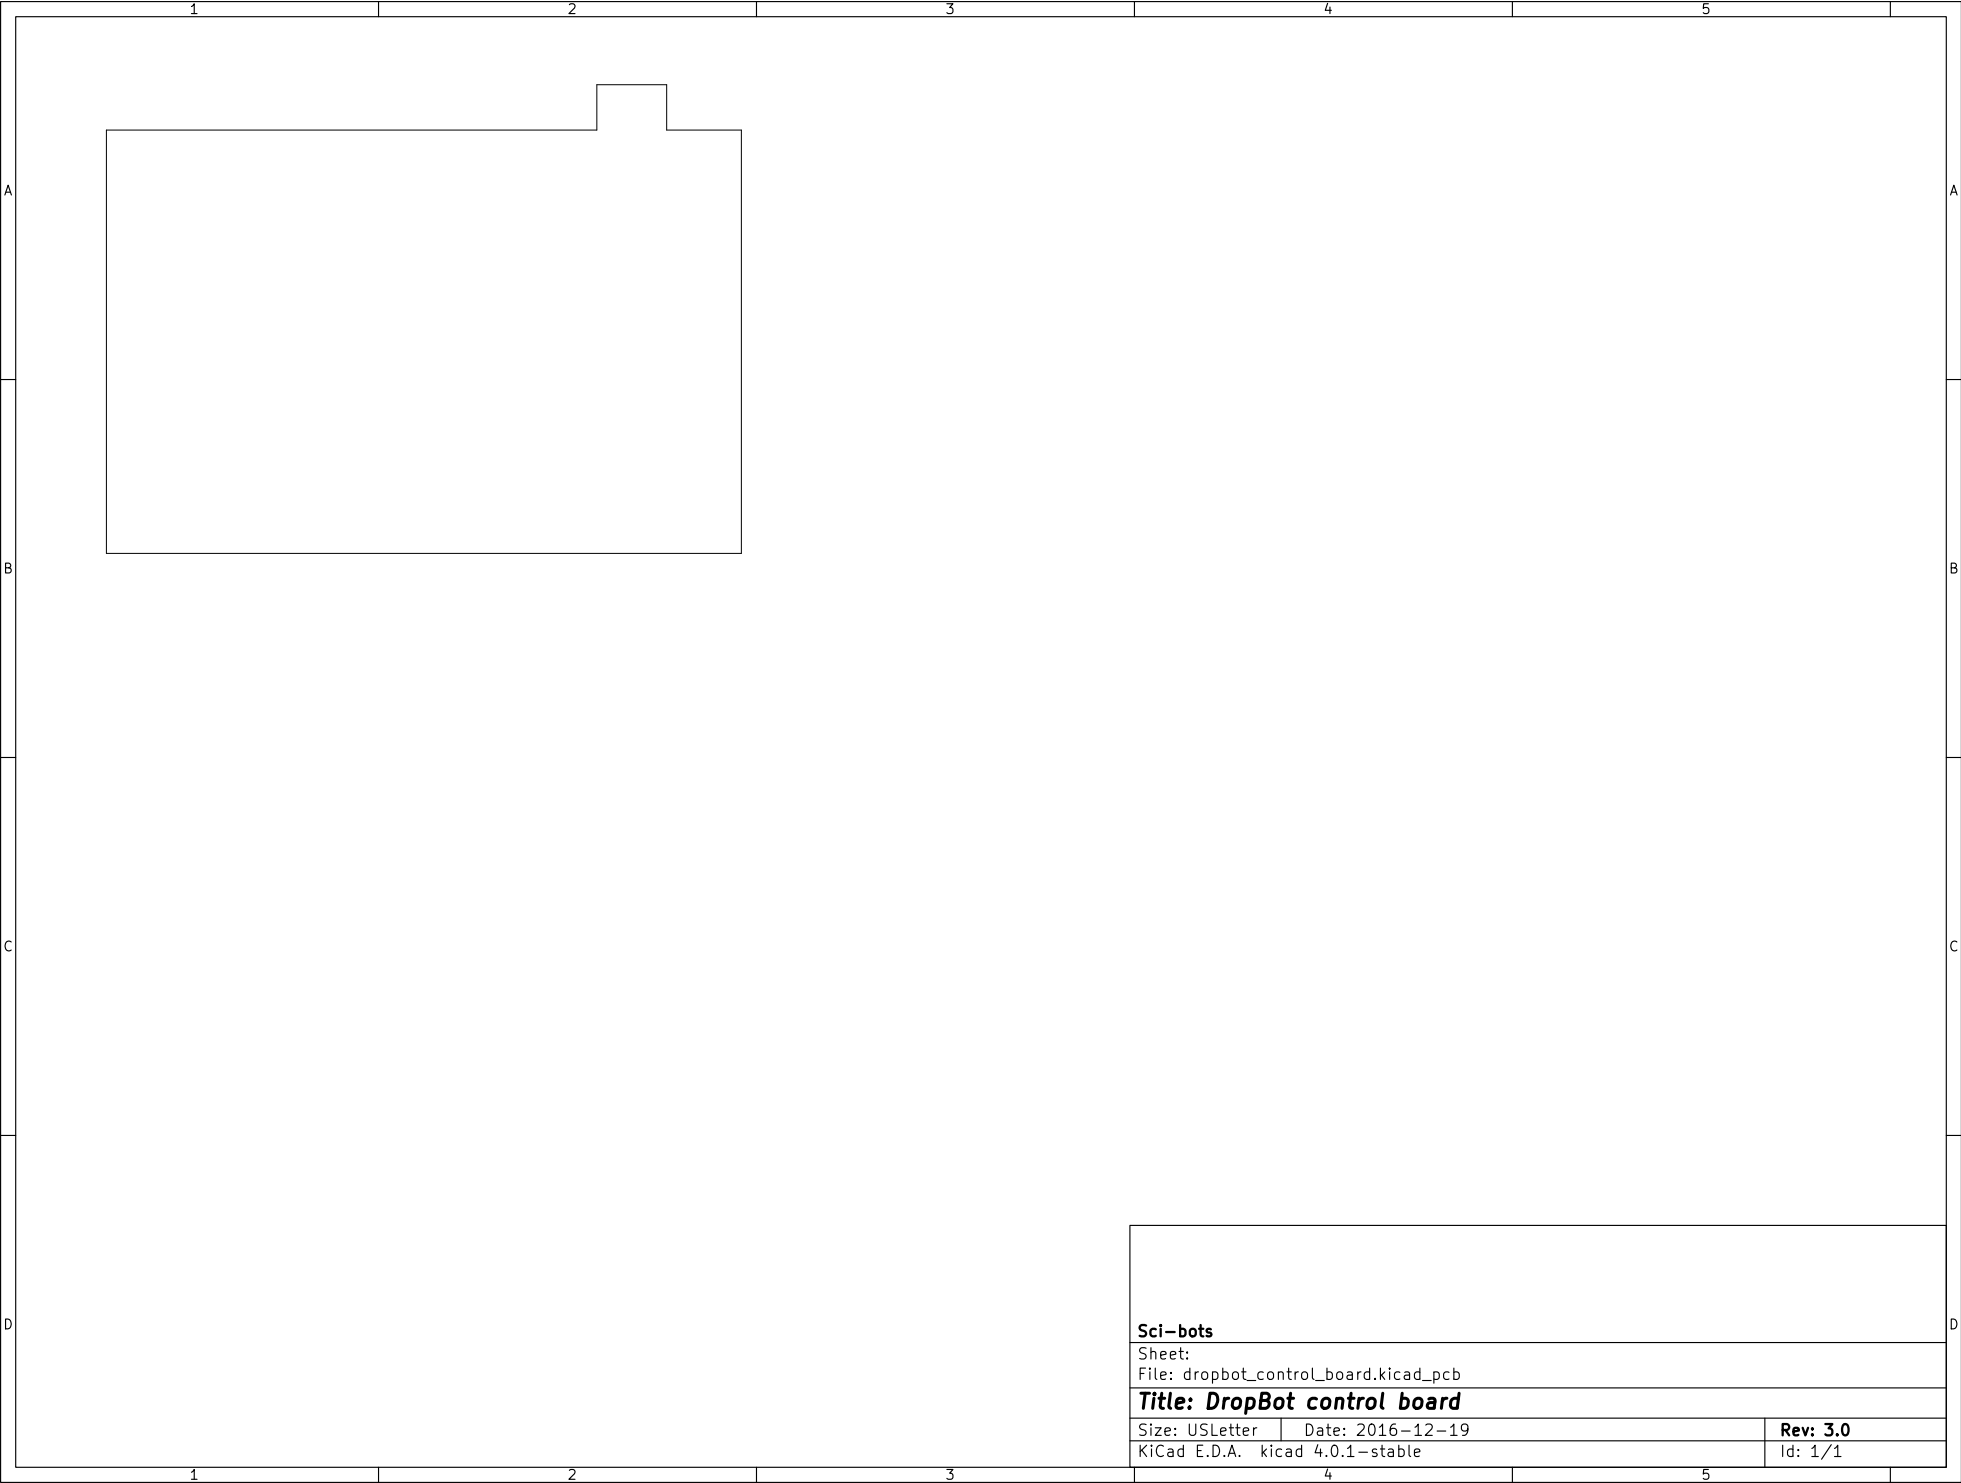 1 2 3 4 5
A A
B B
C C
D D
Sci-bots
Sheet:
File: dropbot_control_board.kicad_pcb
Title: DropBot control board
Size: USLetter Date: 2016-12-19 Rev: 3.0
KiCad E.D.A. kicad 4.0.1-stable Id: 1/1
1 2 3 4 5